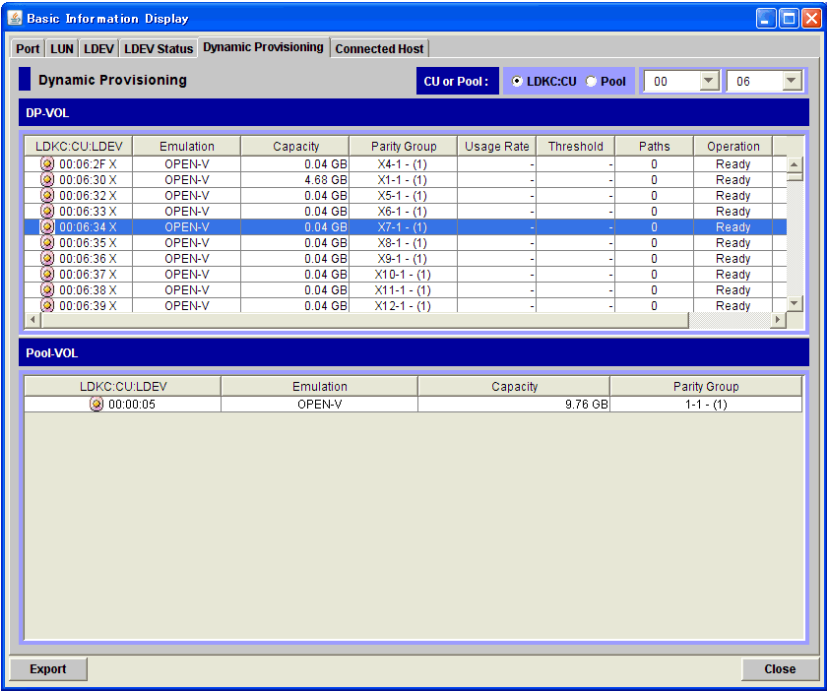 Basic Information Display
Port LUN LDEV LDEV Status Dynamic Provisioning Connected Host
Dynamic Provisioning CU or Pool : LDKC:CU Pool 00 06
DP-VOL
LDKC:CU:LDEV Emulation Capacity Parity Group Usage Rate Threshold Paths Operation
00:06:2F X OPEN-V 0.04 GB X4-1 - (1) - - 0 Ready
00:06:30 X OPEN-V 4.68 GB X1-1 - (1) - - 0 Ready
00:06:32 X OPEN-V 0.04 GB X5-1 - (1) - - 0 Ready
00:06:33 X OPEN-V 0.04 GB X6-1 - (1) - - 0 Ready
00:06:34 X OPEN-V 0.04 GB X7-1 - (1) - - 0 Ready
00:06:35 X OPEN-V 0.04 GB X8-1 - (1) - - 0 Ready
00:06:36 X OPEN-V 0.04 GB X9-1 - (1) - - 0 Ready
00:06:37 X OPEN-V 0.04 GB X10-1 - (1) - - 0 Ready
00:06:38 X OPEN-V 0.04 GB X11-1 - (1) - - 0 Ready
00:06:39 X OPEN-V 0.04 GB X12-1 - (1) - - 0 Ready
Pool-VOL
LDKC:CU:LDEV Emulation Capacity Parity Group
00:00:05 OPEN-V 9.76 GB 1-1 - (1)
Export Close